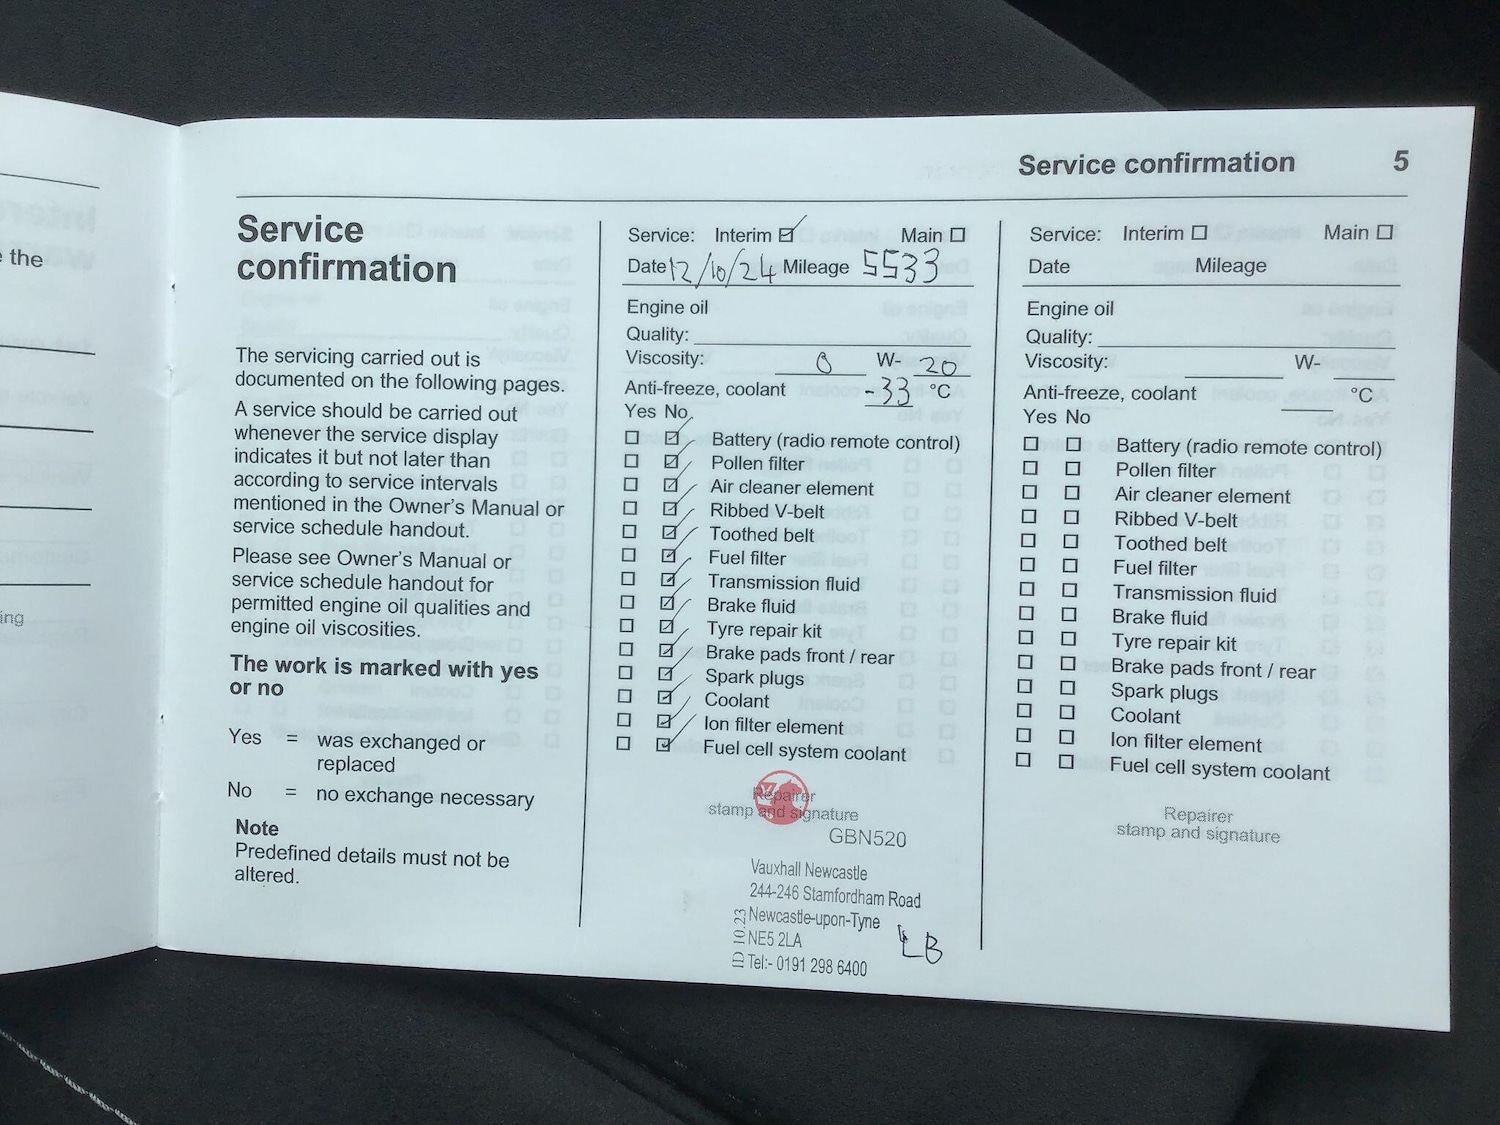 the
ing
Service confirmation 5
Service
confirmation
The servicing carried out is
documented on the following pages.
A service should be carried out
whenever the service display
indicates it but not later than
according to service intervals
mentioned in the Owner's Manual or
service schedule handout.
Please see Owner's Manual or
service schedule handout for
permitted engine oil qualities and
engine oil viscosities.
The work is marked with yes
or no
Yes = was exchanged or
replaced
No = no exchange necessary
Note
Predefined details must not be
altered.
Service: Interim ☑ Main ☐
Date 12/10/24 Mileage 5533
Engine oil
Quality:
Viscosity: 0 W- 20
Anti-freeze, coolant -33 °C
Yes No
☐ ☑ Battery (radio remote control)
☐ ☑ Pollen filter
☐ ☑ Air cleaner element
☐ ☑ Ribbed V-belt
☐ ☑ Toothed belt
☐ ☑ Fuel filter
☐ ☑ Transmission fluid
☐ ☑ Brake fluid
☐ ☑ Tyre repair kit
☐ ☑ Brake pads front / rear
☐ ☑ Spark plugs
☐ ☑ Coolant
☐ ☑ Ion filter element
☐ ☑ Fuel cell system coolant
Repairer
stamp and signature
GBN520
Vauxhall Newcastle
244-246 Stamfordham Road
Newcastle-upon-Tyne
NE5 2LA
Tel:- 0191 298 6400
ID 10.23
LB
Service: Interim ☐ Main ☐
Date Mileage
Engine oil
Quality:
Viscosity: W-
Anti-freeze, coolant °C
Yes No
☐ ☐ Battery (radio remote control)
☐ ☐ Pollen filter
☐ ☐ Air cleaner element
☐ ☐ Ribbed V-belt
☐ ☐ Toothed belt
☐ ☐ Fuel filter
☐ ☐ Transmission fluid
☐ ☐ Brake fluid
☐ ☐ Tyre repair kit
☐ ☐ Brake pads front / rear
☐ ☐ Spark plugs
☐ ☐ Coolant
☐ ☐ Ion filter element
☐ ☐ Fuel cell system coolant
Repairer
stamp and signature